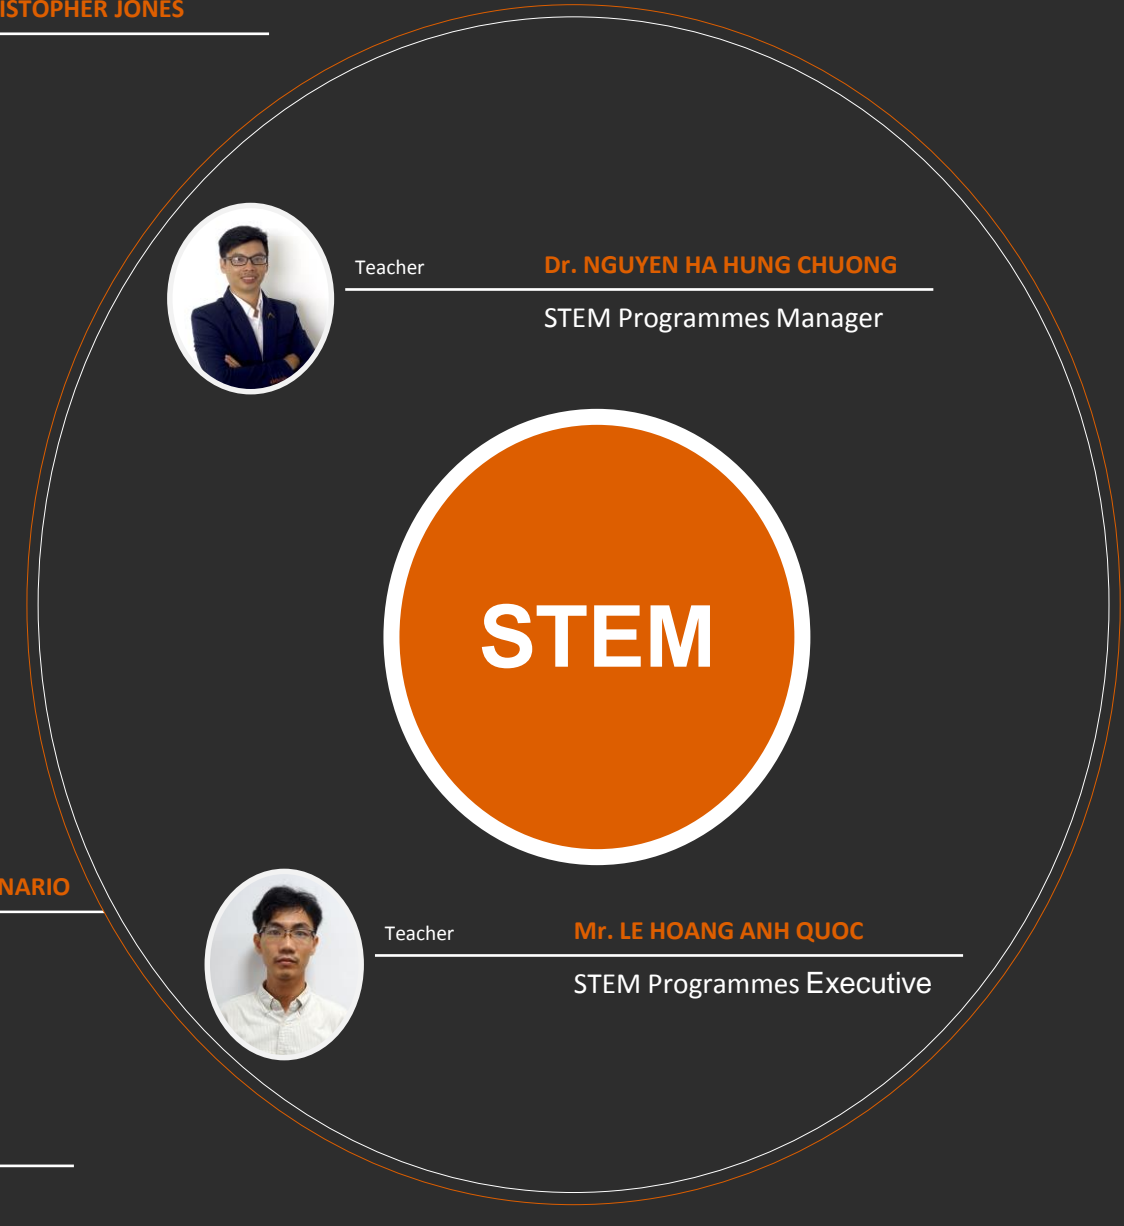 ISTOPHER JONES
Teacher Dr. NGUYEN HA HUNG CHUONG
STEM Programmes Manager
STEM
NARIO
Teacher Mr. LE HOANG ANH QUOC
STEM Programmes Executive